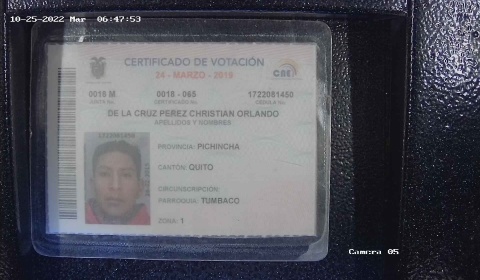 10-25-2022 Mar 06:47:53
CERTIFICADO DE VOTACIÓN
24 - MARZO - 2019
CNE
0018 M
0018 - 065
1722081450
JUNTA No.
CERTIFICADO No.
CÉDULA No.
DE LA CRUZ PEREZ CHRISTIAN ORLANDO
APELLIDOS Y NOMBRES
1722081450
PROVINCIA: PICHINCHA
CANTÓN: QUITO
CIRCUNSCRIPCIÓN:
PARROQUIA: TUMBACO
ZONA: 1
Camera 05